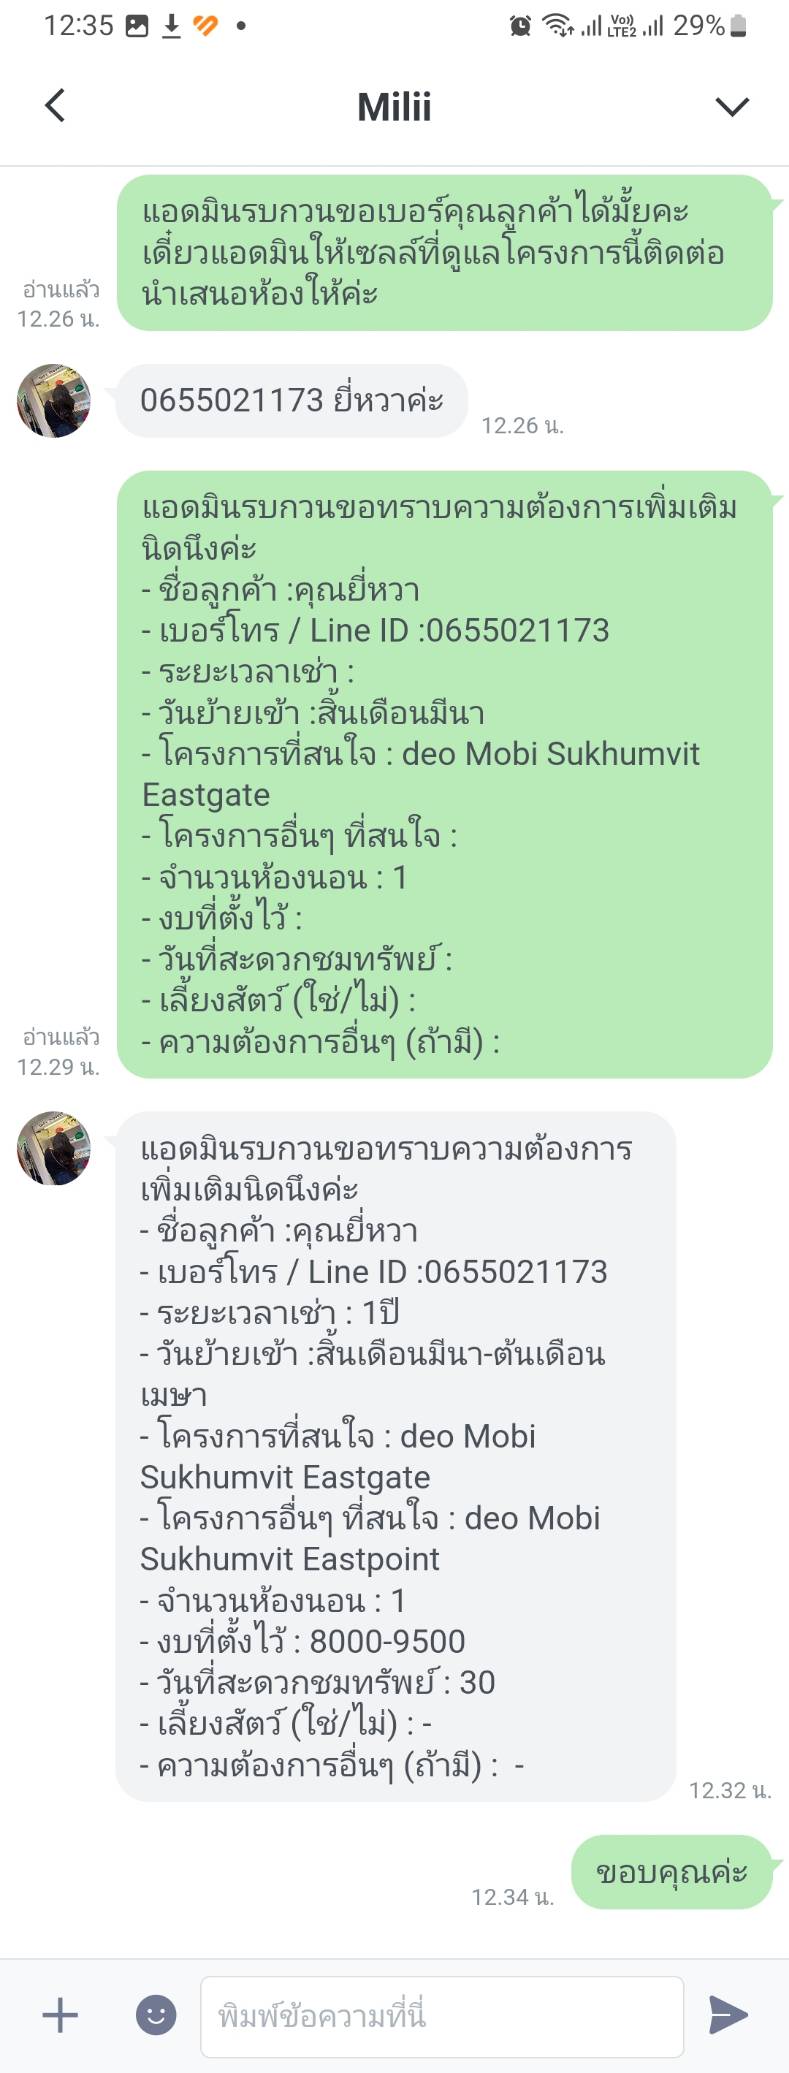 12:35
Vo))
LTE2
29%
Milii
แอดมินรบกวนขอเบอร์คุณลูกค้าได้มั้ยคะ
เดี๋ยวแอดมินให้เซลล์ที่ดูแลโครงการนี้ติดต่อ
นำเสนอห้องให้ค่ะ
อ่านแล้ว
12.26 น.
0655021173 ยี่หวาค่ะ
12.26 น.
แอดมินรบกวนขอทราบความต้องการเพิ่มเติม
นิดนึงค่ะ
- ชื่อลูกค้า :คุณยี่หวา
- เบอร์โทร / Line ID :0655021173
- ระยะเวลาเช่า :
- วันย้ายเข้า :สิ้นเดือนมีนา
- โครงการที่สนใจ : deo Mobi Sukhumvit
Eastgate
- โครงการอื่นๆ ที่สนใจ :
- จำนวนห้องนอน : 1
- งบที่ตั้งไว้ :
- วันที่สะดวกชมทรัพย์ :
- เลี้ยงสัตว์ (ใช่/ไม่) :
- ความต้องการอื่นๆ (ถ้ามี) :
อ่านแล้ว
12.29 น.
แอดมินรบกวนขอทราบความต้องการ
เพิ่มเติมนิดนึงค่ะ
- ชื่อลูกค้า :คุณยี่หวา
- เบอร์โทร / Line ID :0655021173
- ระยะเวลาเช่า : 1ปี
- วันย้ายเข้า :สิ้นเดือนมีนา-ต้นเดือน
เมษา
- โครงการที่สนใจ : deo Mobi
Sukhumvit Eastgate
- โครงการอื่นๆ ที่สนใจ : deo Mobi
Sukhumvit Eastpoint
- จำนวนห้องนอน : 1
- งบที่ตั้งไว้ : 8000-9500
- วันที่สะดวกชมทรัพย์ : 30
- เลี้ยงสัตว์ (ใช่/ไม่) : -
- ความต้องการอื่นๆ (ถ้ามี) :  -
12.32 น.
ขอบคุณค่ะ
12.34 น.
พิมพ์ข้อความที่นี่